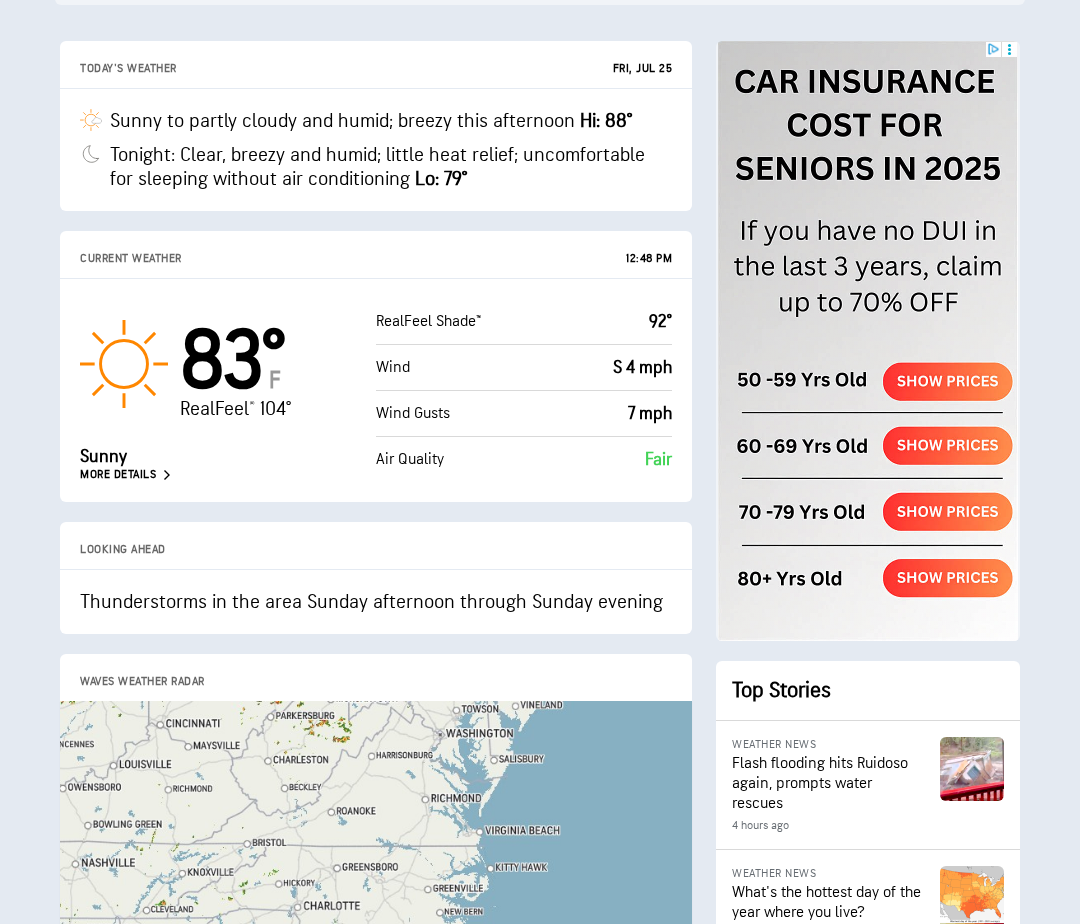 TODAY'S WEATHER
FRI, JUL 25
Sunny to partly cloudy and humid; breezy this afternoon Hi: 88°
Tonight: Clear, breezy and humid; little heat relief; uncomfortable
for sleeping without air conditioning Lo: 79°
CURRENT WEATHER
12:48 PM
83°F
RealFeel® 104°
Sunny
MORE DETAILS
RealFeel Shade™
92°
Wind
S 4 mph
Wind Gusts
7 mph
Air Quality
Fair
LOOKING AHEAD
Thunderstorms in the area Sunday afternoon through Sunday evening
WAVES WEATHER RADAR
PARKERSBURG
TOWSON
VINELAND
CINCINNATI
WASHINGTON
NCENNES
MAYSVILLE
HARRISONBURG
SALISBURY
LOUISVILLE
CHARLESTON
OWENSBORO
RICHMOND
BECKLEY
RICHMOND
ROANOKE
BOWLING GREEN
VIRGINIA BEACH
BRISTOL
NASHVILLE
KNOXVILLE
GREENSBORO
KITTY HAWK
HICKORY
GREENVILLE
CLEVELAND
CHARLOTTE
NEW BERN
CAR INSURANCE
COST FOR
SENIORS IN 2025
If you have no DUI in
the last 3 years, claim
up to 70% OFF
50 -59 Yrs Old
SHOW PRICES
60 -69 Yrs Old
SHOW PRICES
70 -79 Yrs Old
SHOW PRICES
80+ Yrs Old
SHOW PRICES
Top Stories
WEATHER NEWS
Flash flooding hits Ruidoso
again, prompts water
rescues
4 hours ago
WEATHER NEWS
What's the hottest day of the
year where you live?